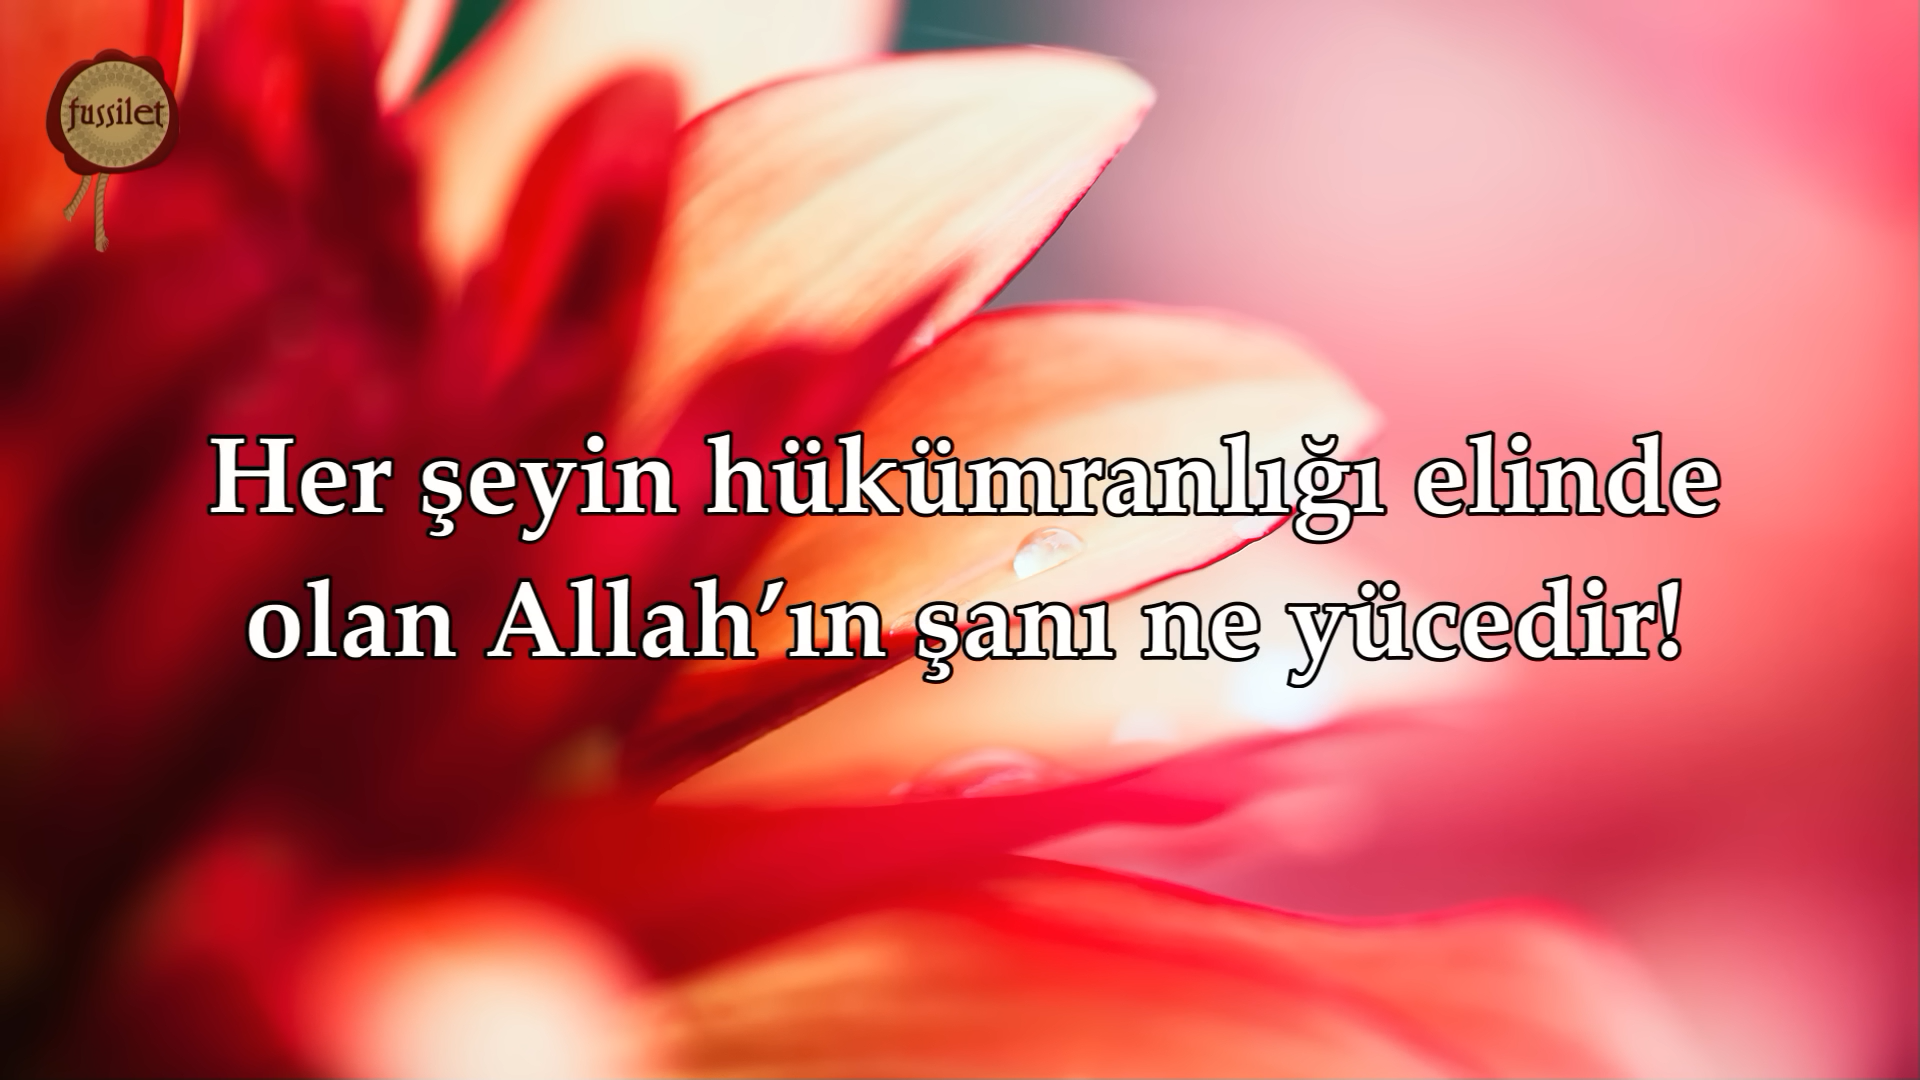 fussilet
Her şeyin hükümranlığı elinde
olan Allah’ın şanı ne yücedir!